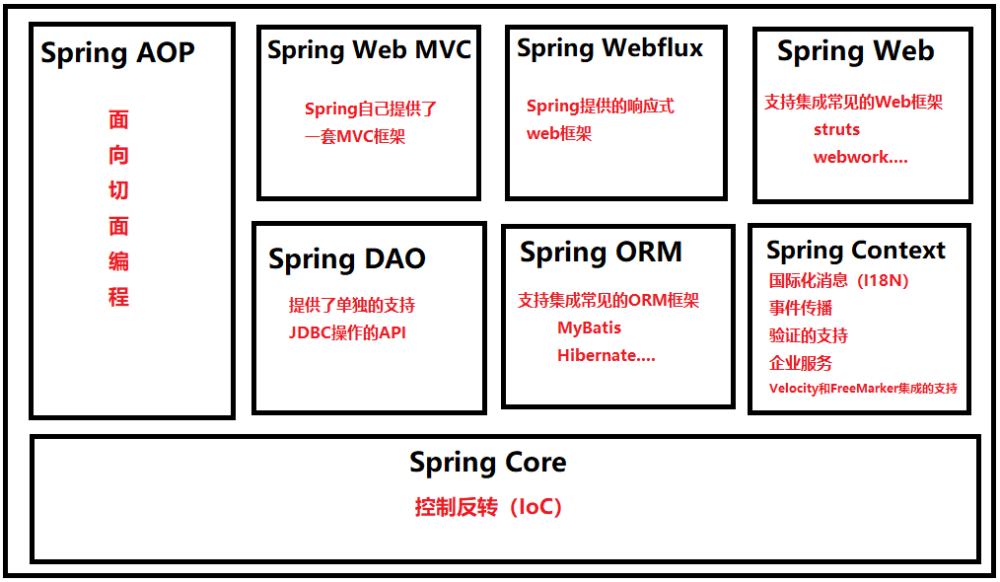 Spring AOP
面
向
切
面
编
程
Spring Web MVC
Spring自己提供了
一套MVC框架
Spring Webflux
Spring提供的响应式
web框架
Spring Web
支持集成常见的Web框架
struts
webwork....
Spring DAO
提供了单独的支持
JDBC操作的API
Spring ORM
支持集成常见的ORM框架
MyBatis
Hibernate....
Spring Context
国际化消息（I18N）
事件传播
验证的支持
企业服务
Velocity和FreeMarker集成的支持
Spring Core
控制反转（IoC）